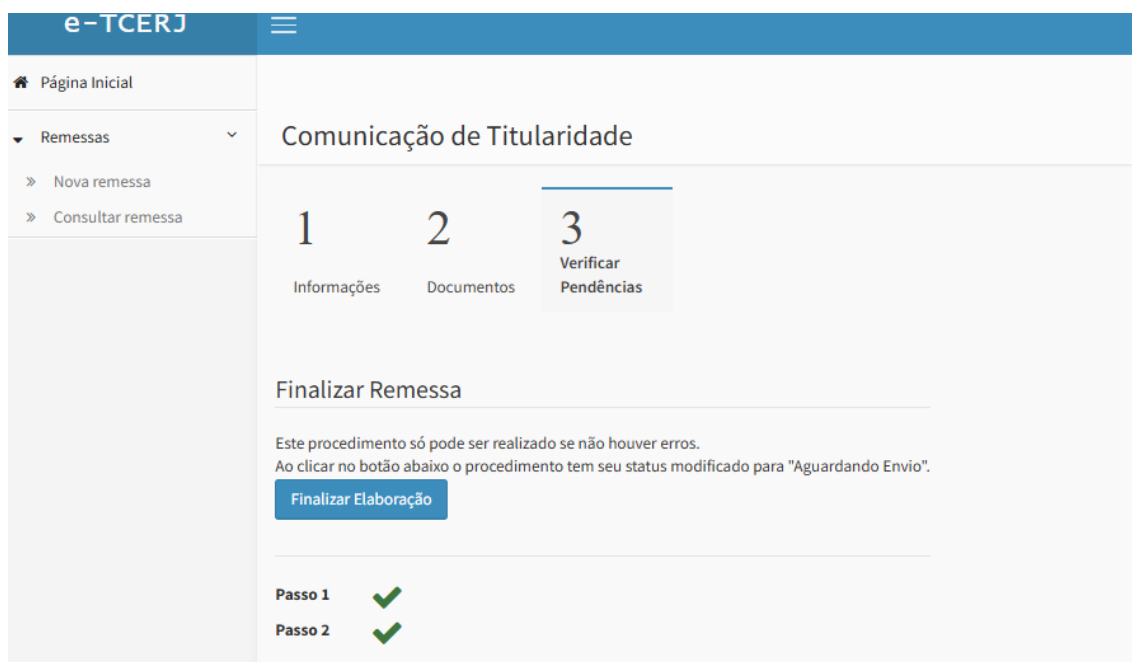 e-TCERJ
Página Inicial
Remessas
Nova remessa
Consultar remessa
Comunicação de Titularidade
1
Informações
2
Documentos
3
Verificar
Pendências
Finalizar Remessa
Este procedimento só pode ser realizado se não houver erros.
Ao clicar no botão abaixo o procedimento tem seu status modificado para "Aguardando Envio".
Finalizar Elaboração
Passo 1
Passo 2